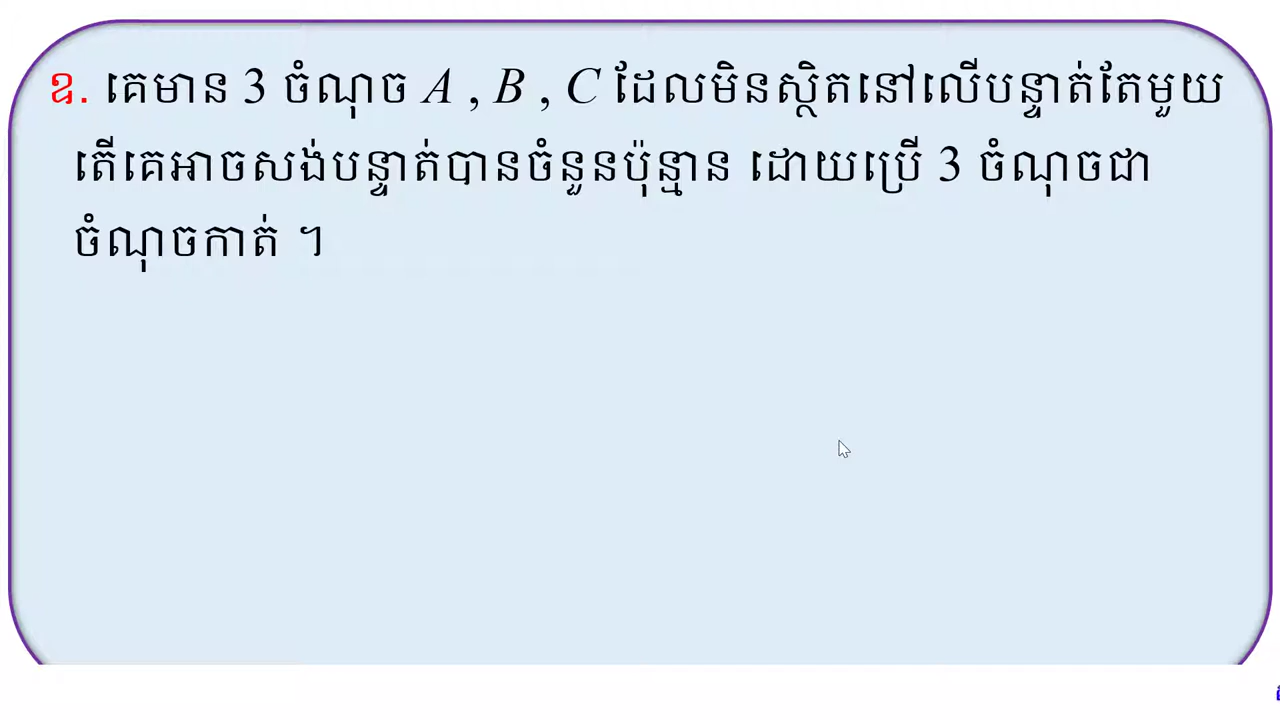 ឧ. គេមាន 3 ចំណុច A , B , C ដែលមិនស្ថិតនៅលើបន្ទាត់តែមួយ
តើគេអាចសង់បន្ទាត់បានចំនួនប៉ុន្មាន ដោយប្រើ 3 ចំណុចជា
ចំណុចកាត់ ។